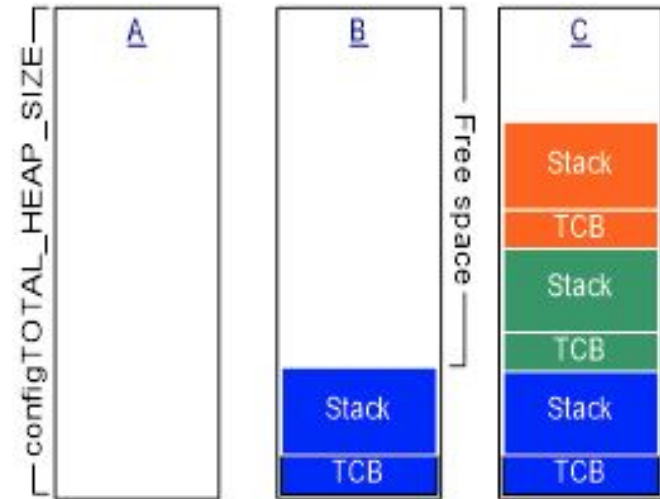 A
B
C
configTOTAL_HEAP_SIZE
Free space
Stack
TCB
Stack
TCB
Stack
TCB
Stack
TCB